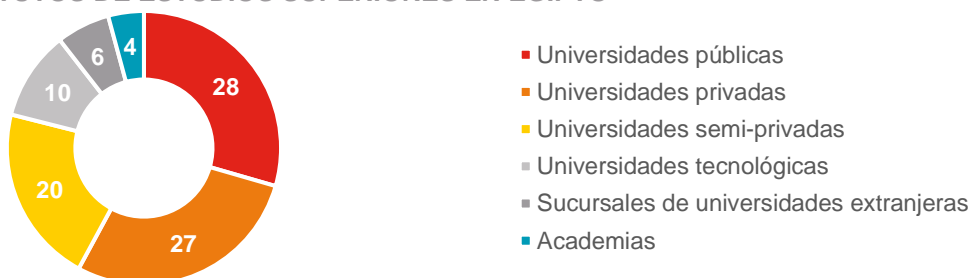 28
27
20
10
6
4
Universidades públicas
Universidades privadas
Universidades semi-privadas
Universidades tecnológicas
Sucursales de universidades extranjeras
Academias